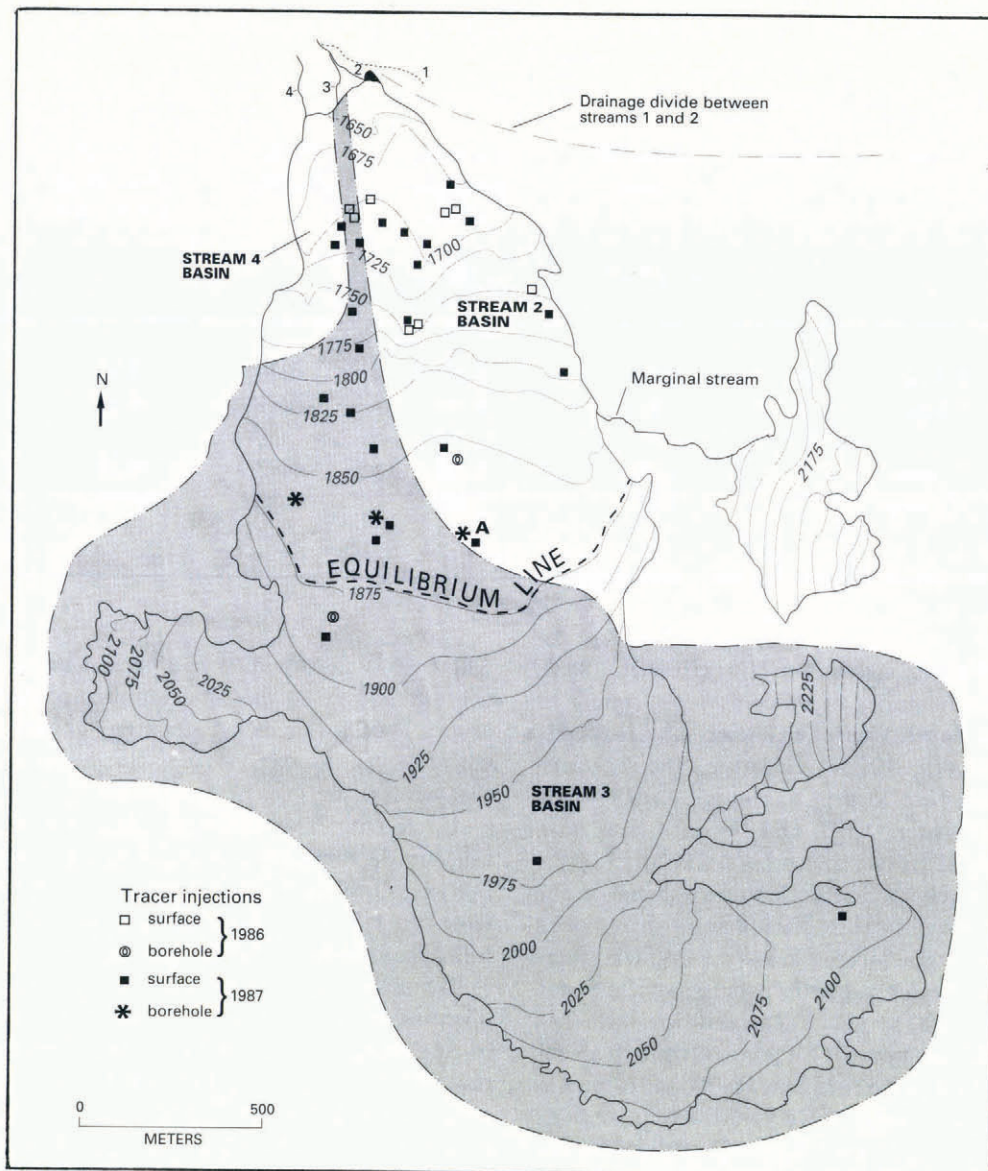 2
1
4
3
Drainage divide between
streams 1 and 2
1650
1675
STREAM 4
BASIN
1700
1725
1750
STREAM 2
BASIN
1775
Marginal stream
N
1800
1825
2175
1850
A
EQUILIBRIUM LINE
1875
2100
2075
2050
2025
1900
2225
1925
1950
STREAM 3
BASIN
1975
Tracer injections
surface
1986
borehole
surface
1987
borehole
2000
2025
2050
2075
2100
0 500
METERS